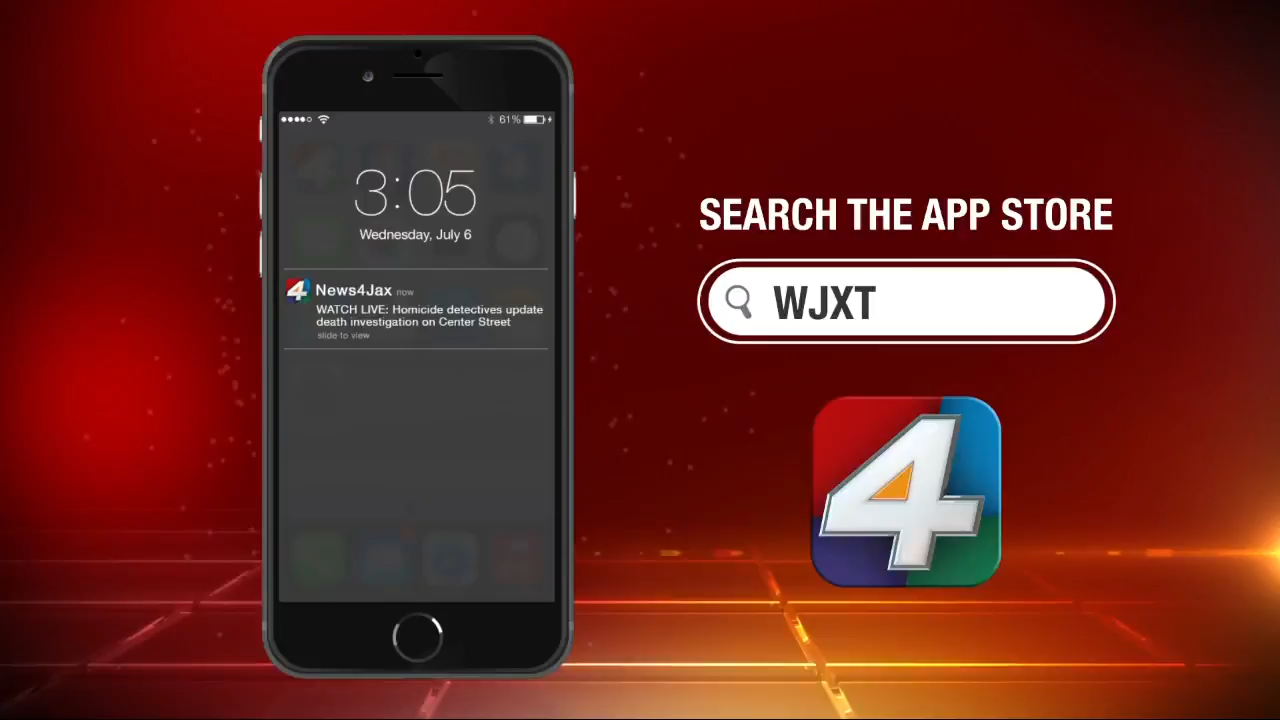 61%
3:05
Wednesday, July 6
News4Jax now
WATCH LIVE: Homicide detectives update
death investigation on Center Street
slide to view
SEARCH THE APP STORE
WJXT
4